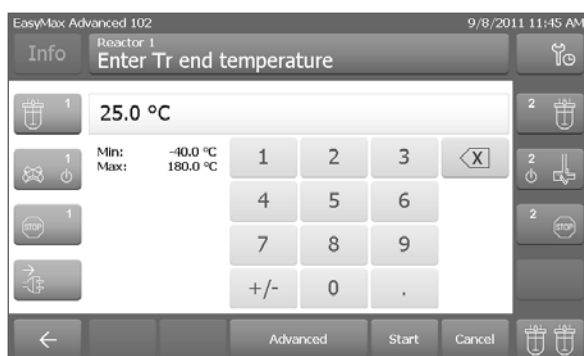 EasyMax Advanced 102 9/8/2011 11:45 AM
Info
Reactor 1
Enter Tr end temperature
25.0 °C
Min: -40.0 °C
Max: 180.0 °C
1 2 3 X
4 5 6
7 8 9
+/- 0 .
1
1
STOP 1
2
2
2 STOP
← Advanced Start Cancel